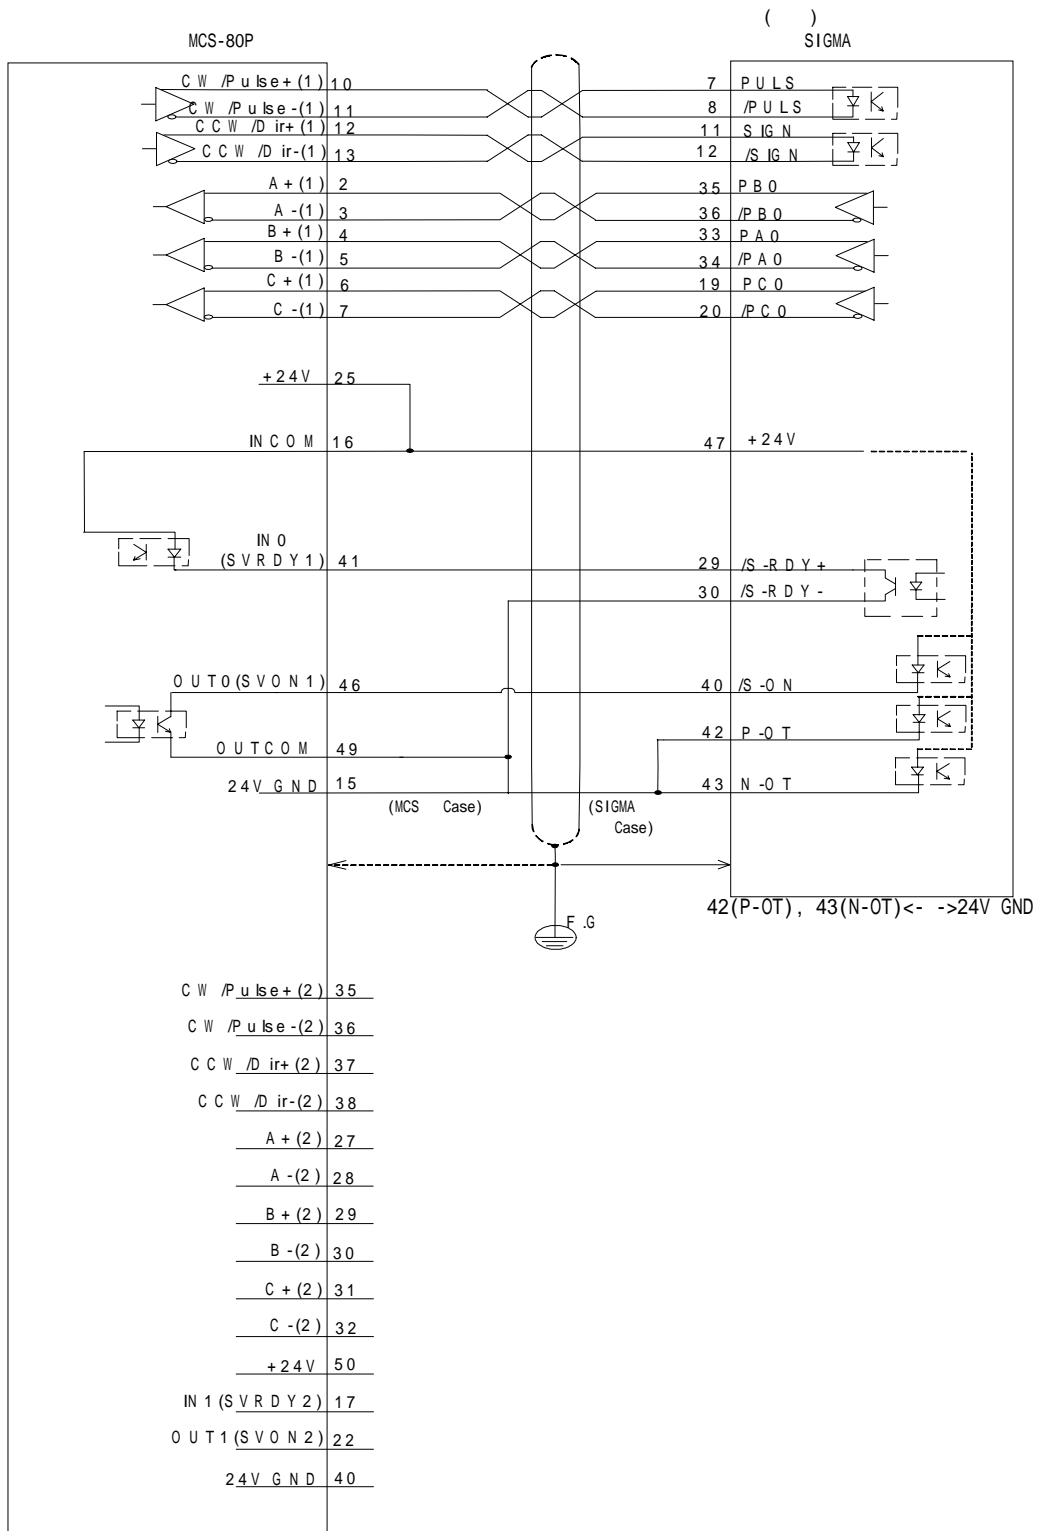 (    )
MCS-80P SIGMA
CW/Pulse+(1) 10 7 PULS
CW/Pulse-(1) 11 8 /PULS
CCW/Dir+(1) 12 11 SIGN
CCW/Dir-(1) 13 12 /SIGN
A+(1) 2 35 PBO
A-(1) 3 36 /PBO
B+(1) 4 33 PAO
B-(1) 5 34 /PAO
C+(1) 6 19 PCO
C-(1) 7 20 /PCO
+24V 25
INCOM 16 47 +24V
IN0
(SVRDY1) 41 29 /S-RDY+
30 /S-RDY-
OUT0(SVON1) 46 40 /S-ON
42 P-OT
OUTCOM 49
24V GND 15 43 N-OT
(MCS Case) (SIGMA
Case)
42(P-OT), 43(N-OT)<- ->24V GND
F.G
CW/Pulse+(2) 35
CW/Pulse-(2) 36
CCW/Dir+(2) 37
CCW/Dir-(2) 38
A+(2) 27
A-(2) 28
B+(2) 29
B-(2) 30
C+(2) 31
C-(2) 32
+24V 50
IN1(SVRDY2) 17
OUT1(SVON2) 22
24V GND 40